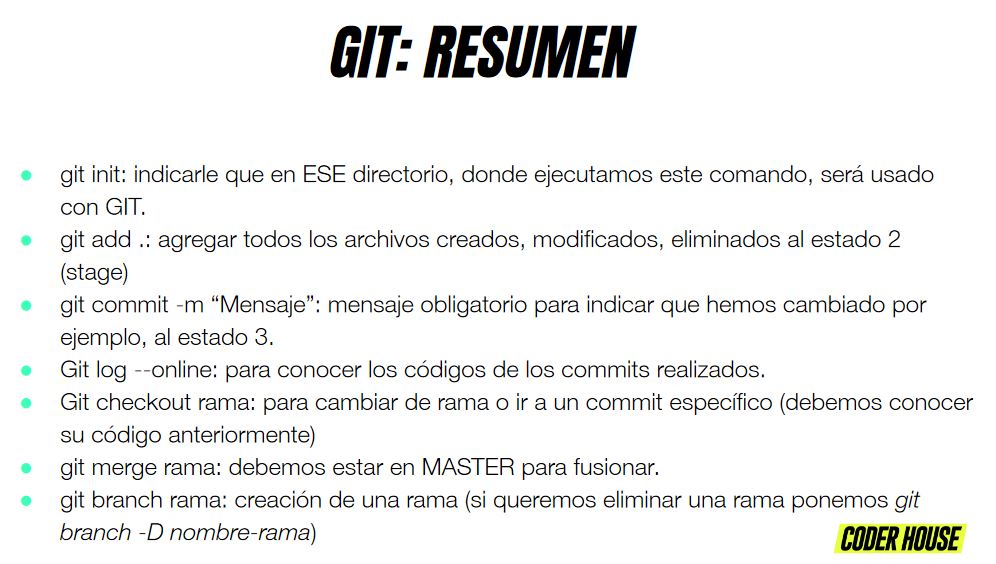 GIT: RESUMEN
git init: indicarle que en ESE directorio, donde ejecutamos este comando, será usado
con GIT.
git add .: agregar todos los archivos creados, modificados, eliminados al estado 2
(stage)
git commit -m “Mensaje”: mensaje obligatorio para indicar que hemos cambiado por
ejemplo, al estado 3.
Git log --online: para conocer los códigos de los commits realizados.
Git checkout rama: para cambiar de rama o ir a un commit específico (debemos conocer
su código anteriormente)
git merge rama: debemos estar en MASTER para fusionar.
git branch rama: creación de una rama (si queremos eliminar una rama ponemos git
branch -D nombre-rama)
CODER HOUSE